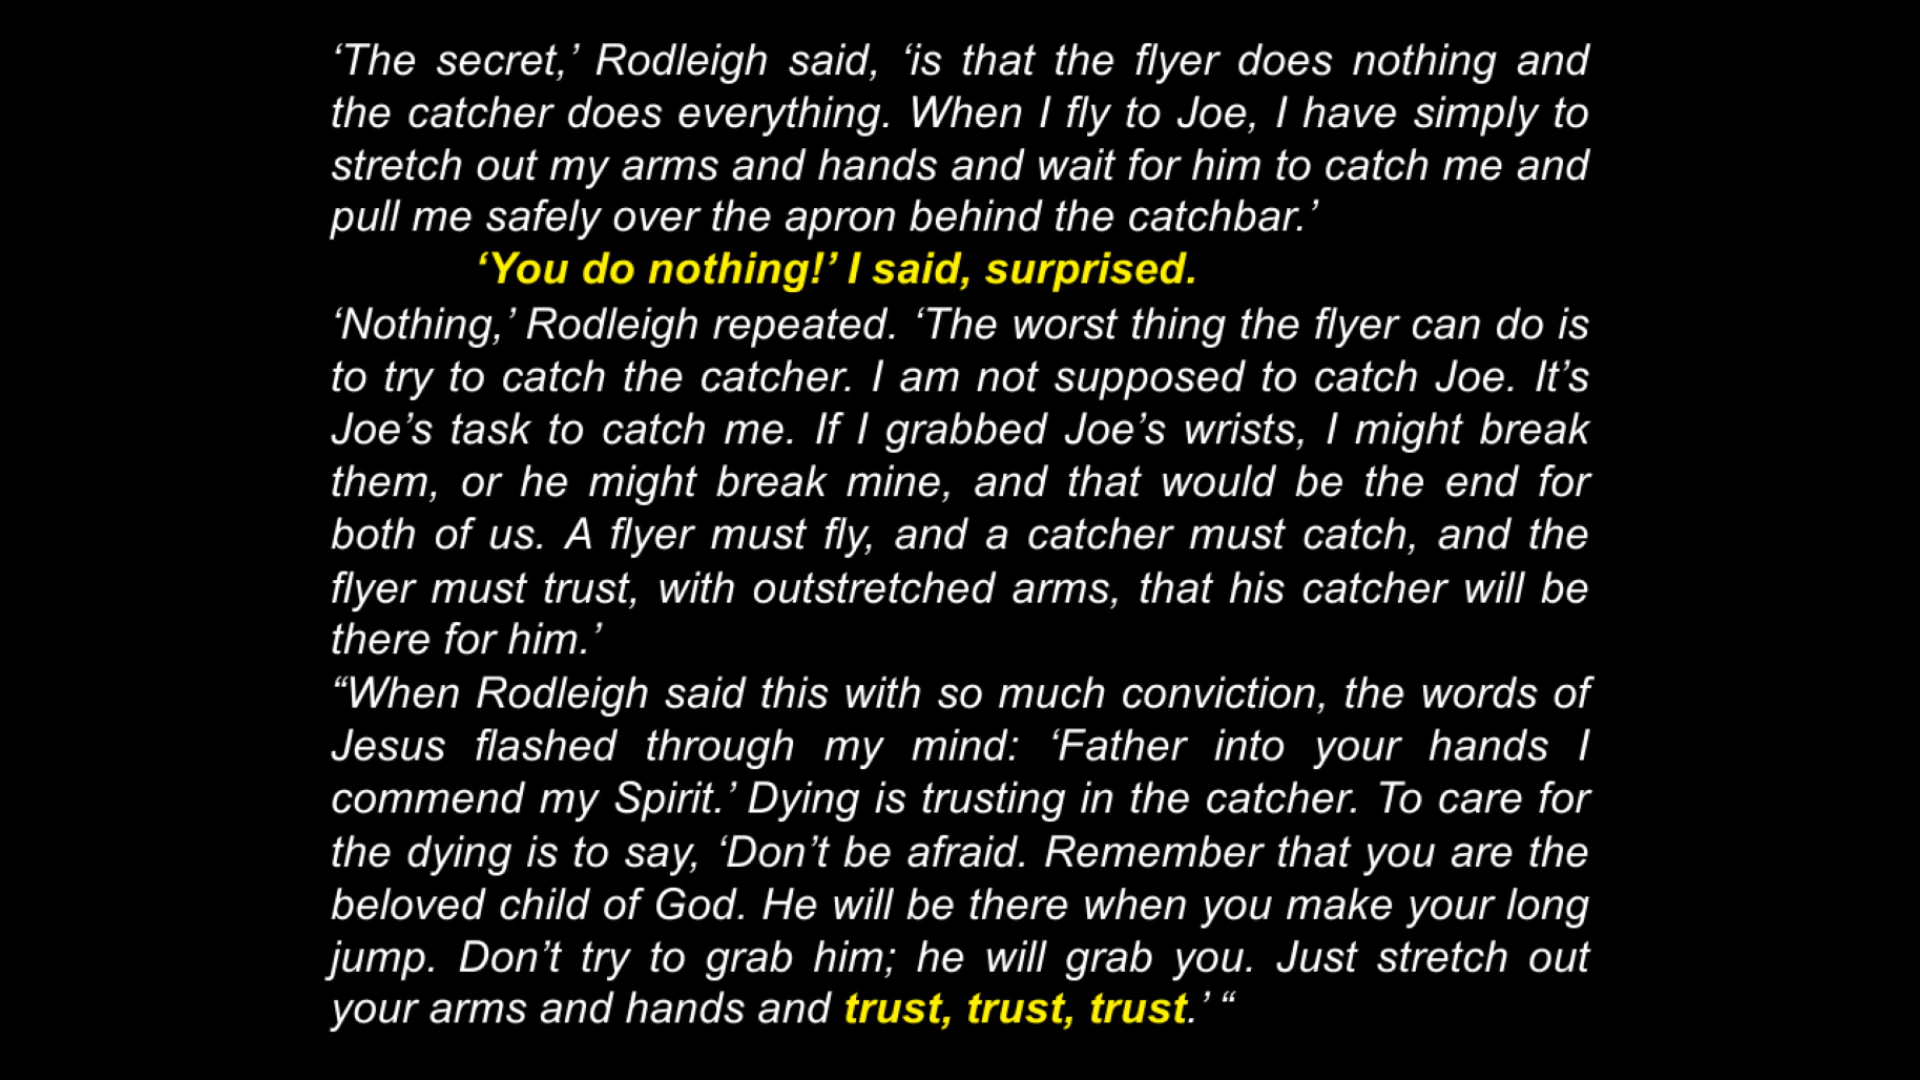 ‘The secret,’ Rodleigh said, ‘is that the flyer does nothing and
the catcher does everything. When I fly to Joe, I have simply to
stretch out my arms and hands and wait for him to catch me and
pull me safely over the apron behind the catchbar.’
‘You do nothing!’ I said, surprised.
‘Nothing,’ Rodleigh repeated. ‘The worst thing the flyer can do is
to try to catch the catcher. I am not supposed to catch Joe. It’s
Joe’s task to catch me. If I grabbed Joe’s wrists, I might break
them, or he might break mine, and that would be the end for
both of us. A flyer must fly, and a catcher must catch, and the
flyer must trust, with outstretched arms, that his catcher will be
there for him.’
“When Rodleigh said this with so much conviction, the words of
Jesus flashed through my mind: ‘Father into your hands I
commend my Spirit.’ Dying is trusting in the catcher. To care for
the dying is to say, ‘Don’t be afraid. Remember that you are the
beloved child of God. He will be there when you make your long
jump. Don’t try to grab him; he will grab you. Just stretch out
your arms and hands and trust, trust, trust.’ “